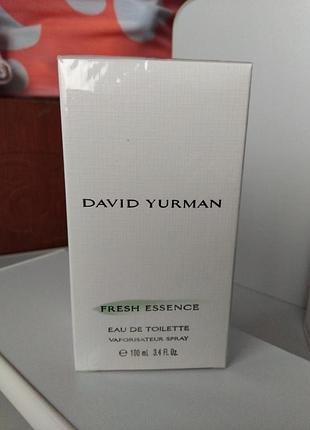 DAVID YURMAN
FRESH ESSENCE
EAU DE TOILETTE
VAPORISATEUR SPRAY
℮ 100 mL 3.4 Fl. Oz.